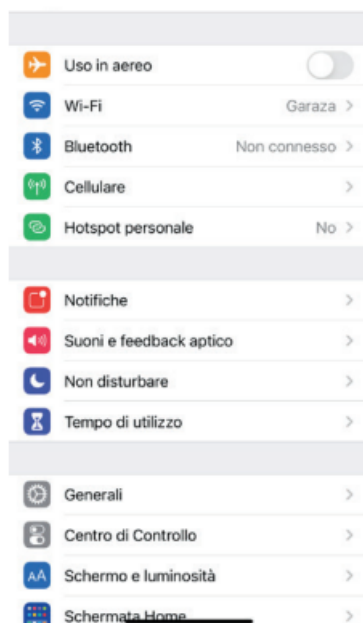 Uso in aereo
Wi-Fi Garaza
Bluetooth Non connesso
Cellulare
Hotspot personale No
Notifiche
Suoni e feedback aptico
Non disturbare
Tempo di utilizzo
Generali
Centro di Controllo
AA Schermo e luminosità
Schermata Home